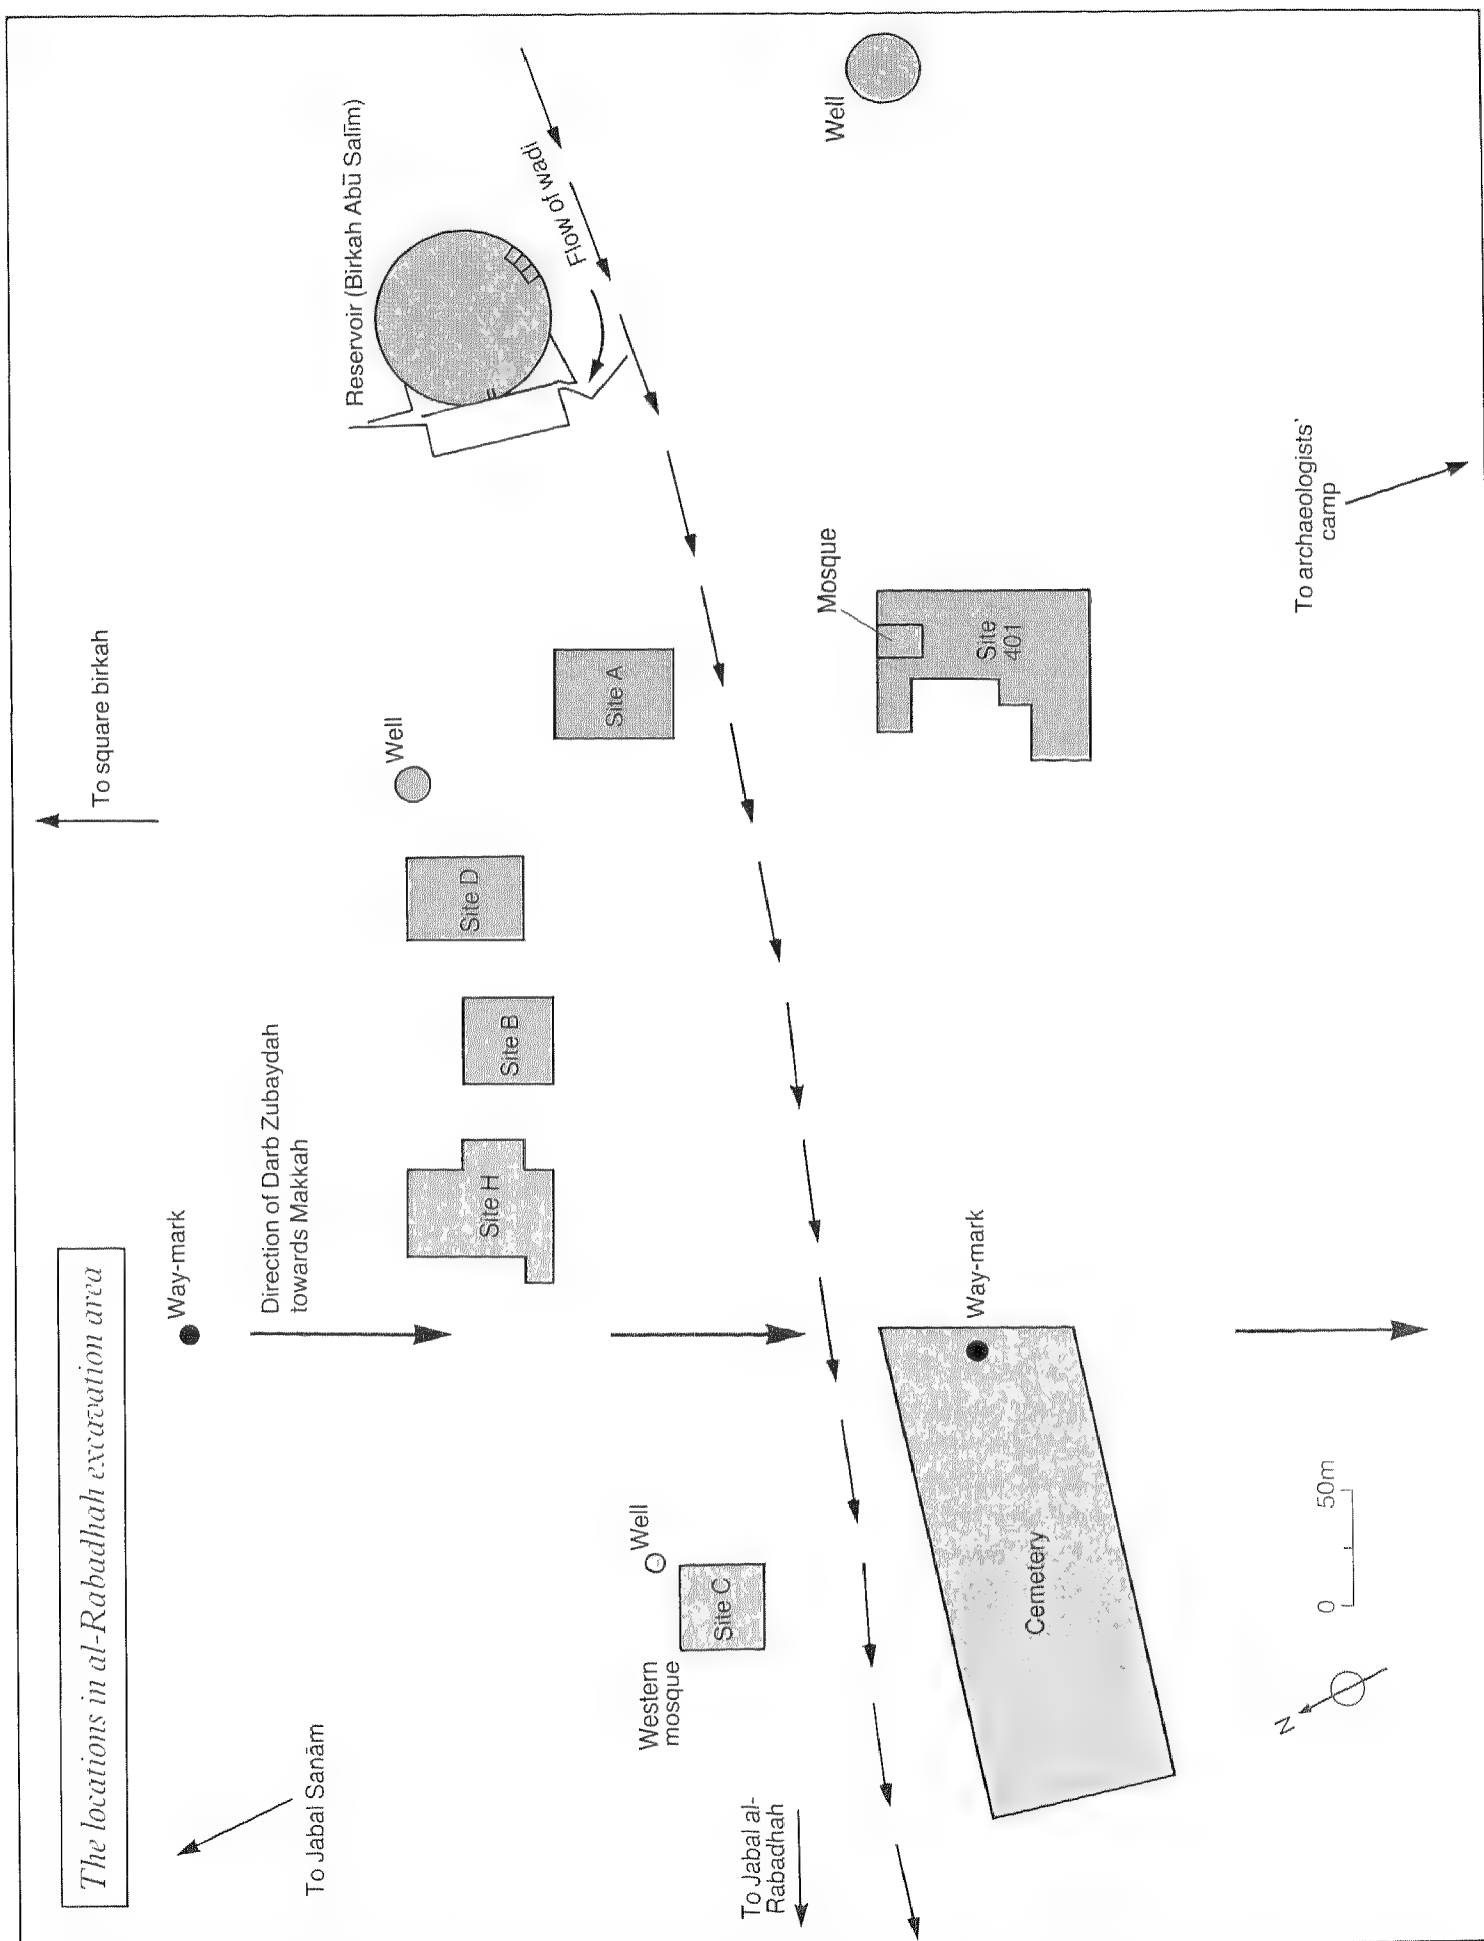 The locations in al-Rabadhah excavation area
To Jabal Sanām
Way-mark
Direction of Darb Zubaydah
towards Makkah
To square birkah
Reservoir (Birkah Abū Salīm)
Flow of wadi
Well
Well
Site H
Site B
Site D
Site A
Mosque
Site
401
Western
mosque
Well
Site C
To Jabal al-
Rabadhah
Way-mark
Cemetery
N
0
50m
To archaeologists'
camp